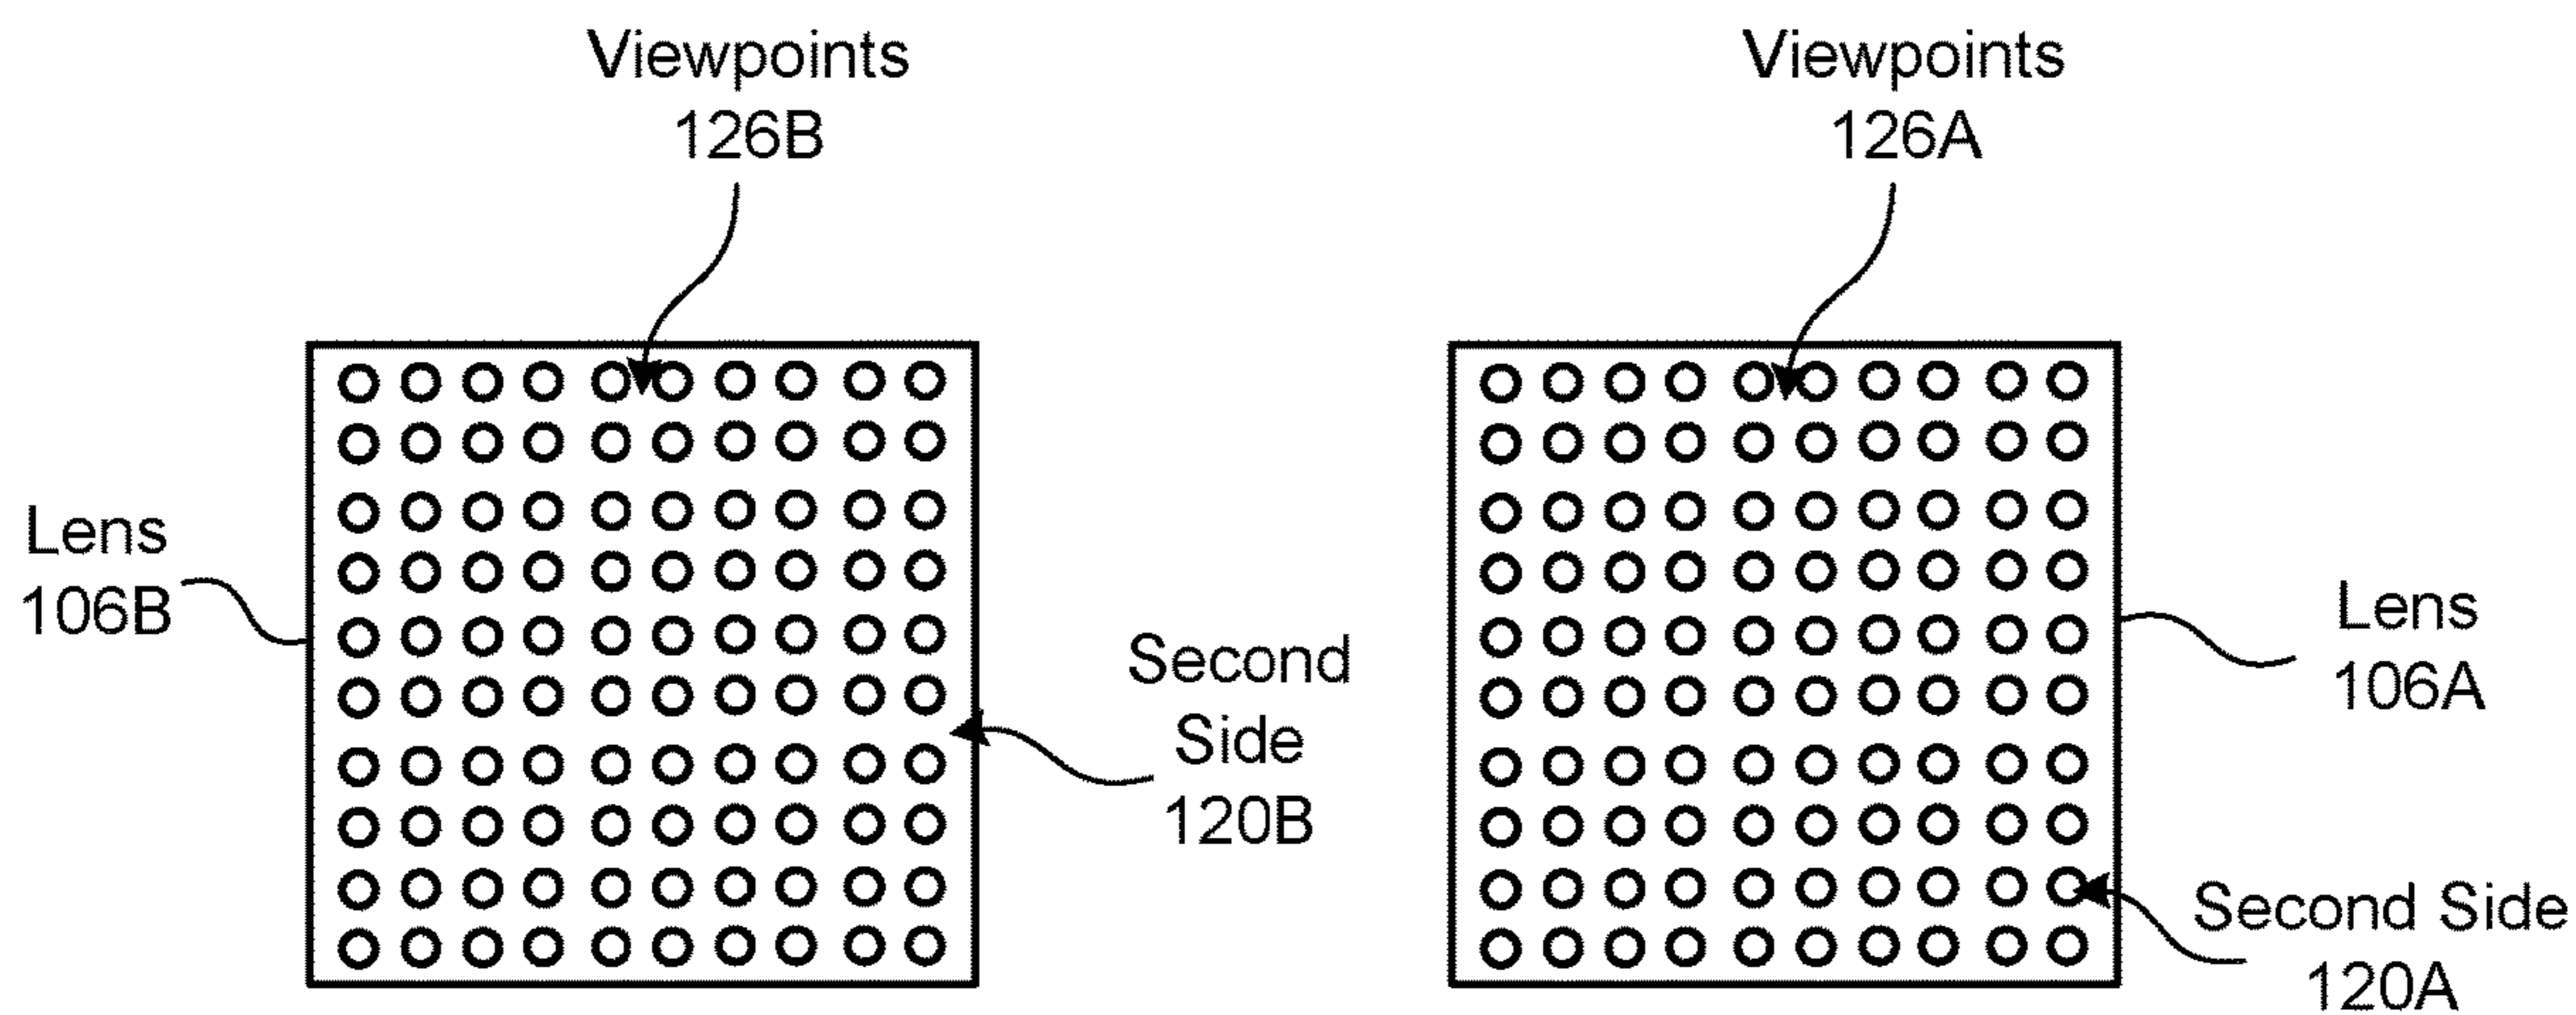 Viewpoints
126B
Viewpoints
126A
Lens
106B
Second
Side
120B
Lens
106A
Second Side
120A